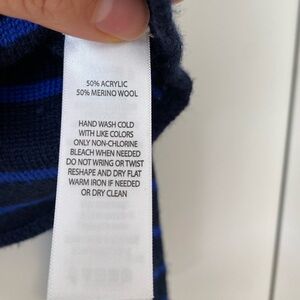 50% ACRYLIC
50% MERINO WOOL
HAND WASH COLD
WITH LIKE COLORS
ONLY NON-CHLORINE
BLEACH WHEN NEEDED
DO NOT WRING OR TWIST
RESHAPE AND DRY FLAT
WARM IRON IF NEEDED
OR DRY CLEAN